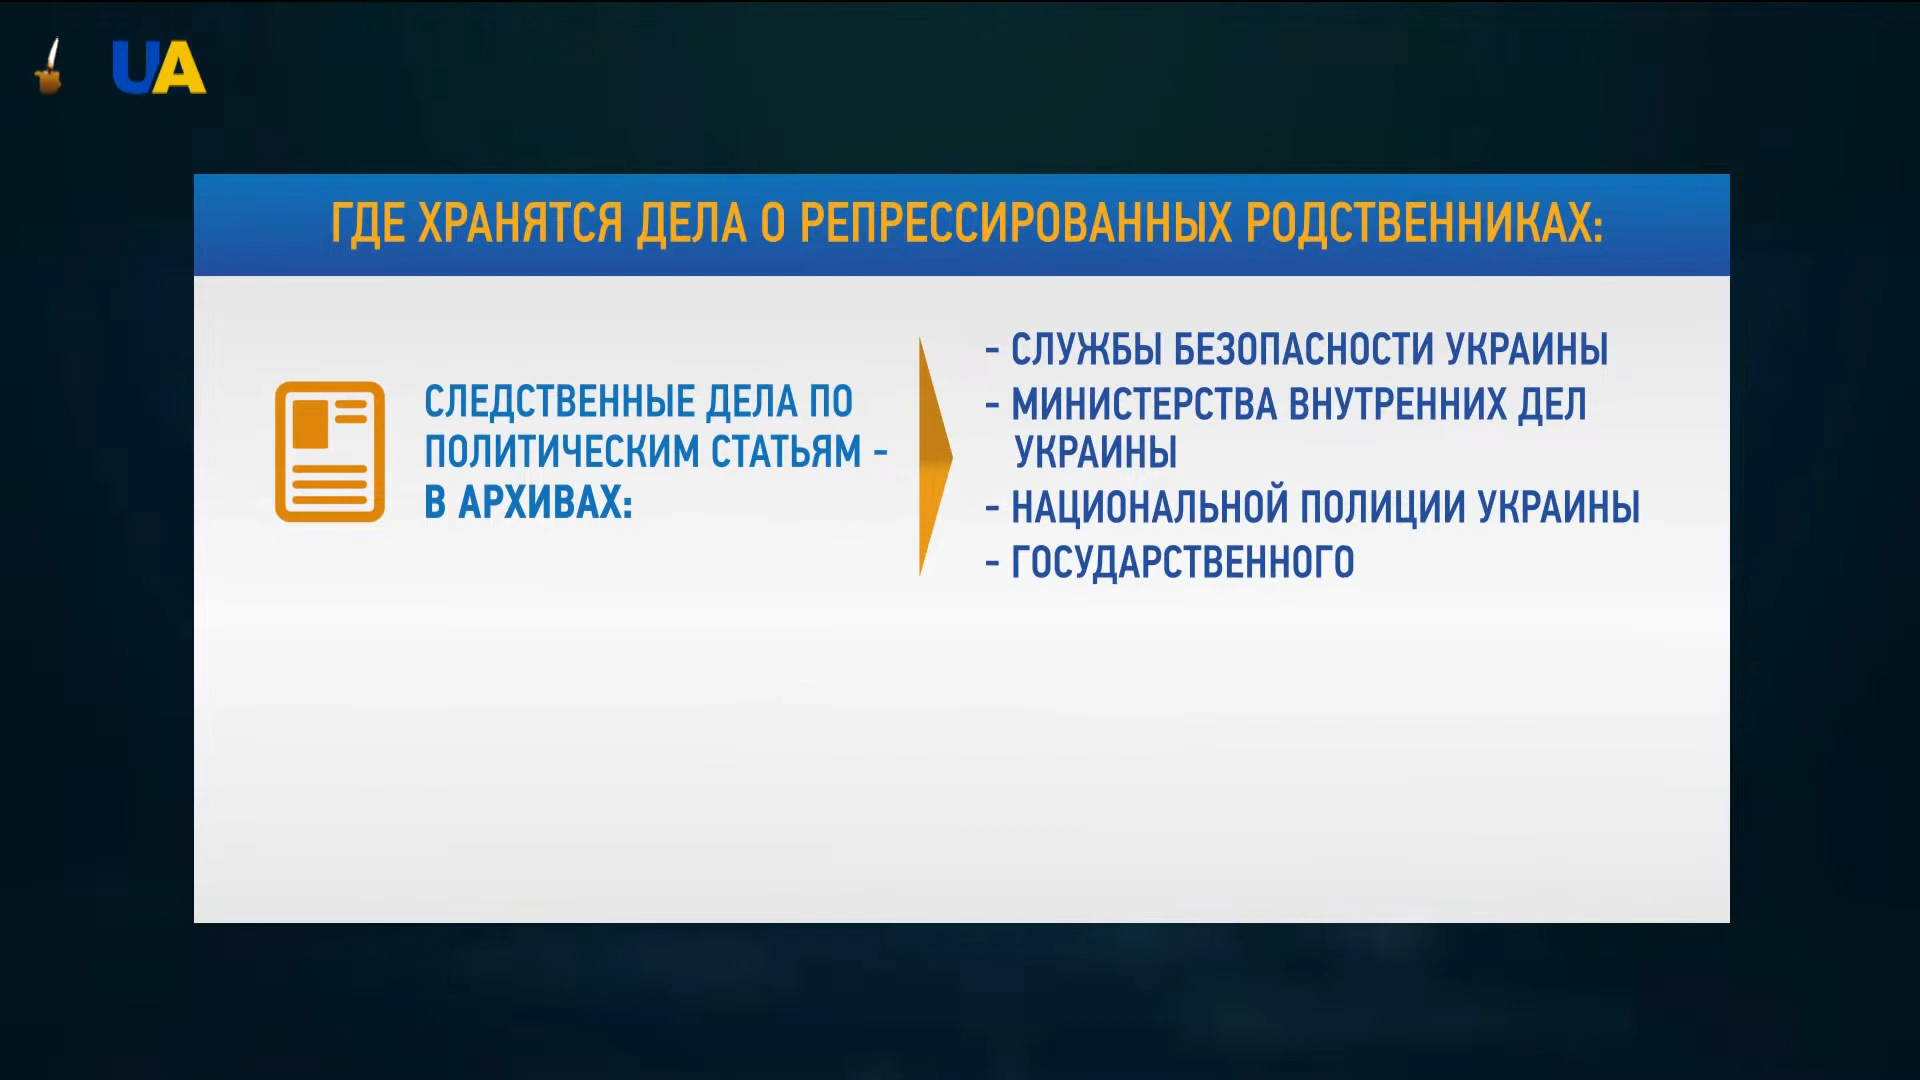 UA
ГДЕ ХРАНЯТСЯ ДЕЛА О РЕПРЕССИРОВАННЫХ РОДСТВЕННИКАХ:
СЛЕДСТВЕННЫЕ ДЕЛА ПО
ПОЛИТИЧЕСКИМ СТАТЬЯМ -
В АРХИВАХ:
- СЛУЖБЫ БЕЗОПАСНОСТИ УКРАИНЫ
- МИНИСТЕРСТВА ВНУТРЕННИХ ДЕЛ
УКРАИНЫ
- НАЦИОНАЛЬНОЙ ПОЛИЦИИ УКРАИНЫ
- ГОСУДАРСТВЕННОГО